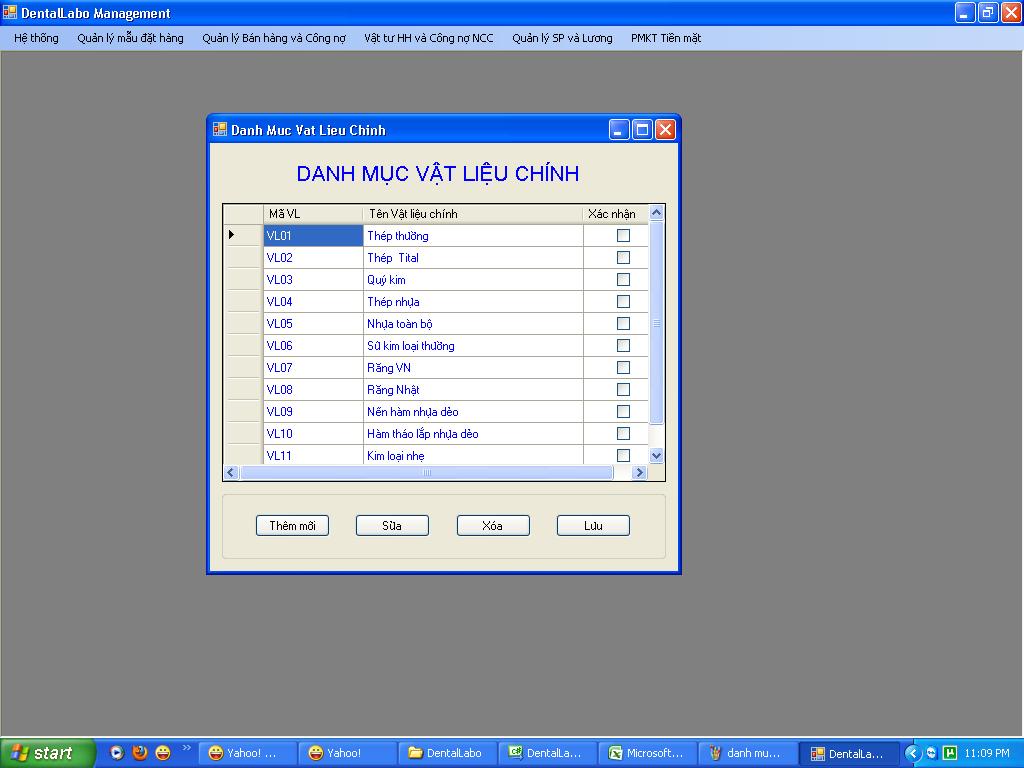 DentalLabo Management
Hệ thống Quản lý mẫu đặt hàng Quản lý Bán hàng và Công nợ Vật tư HH và Công nợ NCC Quản lý SP và Lương PMKT Tiền mặt
Danh Muc Vat Lieu Chinh
DANH MỤC VẬT LIỆU CHÍNH
Mã VL Tên Vật liệu chính Xác nhận
VL01 Thép thường
VL02 Thép Tital
VL03 Quý kim
VL04 Thép nhựa
VL05 Nhựa toàn bộ
VL06 Sứ kim loại thường
VL07 Răng VN
VL08 Răng Nhật
VL09 Nền hàm nhựa dẻo
VL10 Hàm tháo lắp nhựa dẻo
VL11 Kim loại nhẹ
Thêm mới Sửa Xóa Lưu
start Yahoo! ... Yahoo! DentalLabo DentalLa... Microsoft... danh mu... DentalLa... 11:09 PM